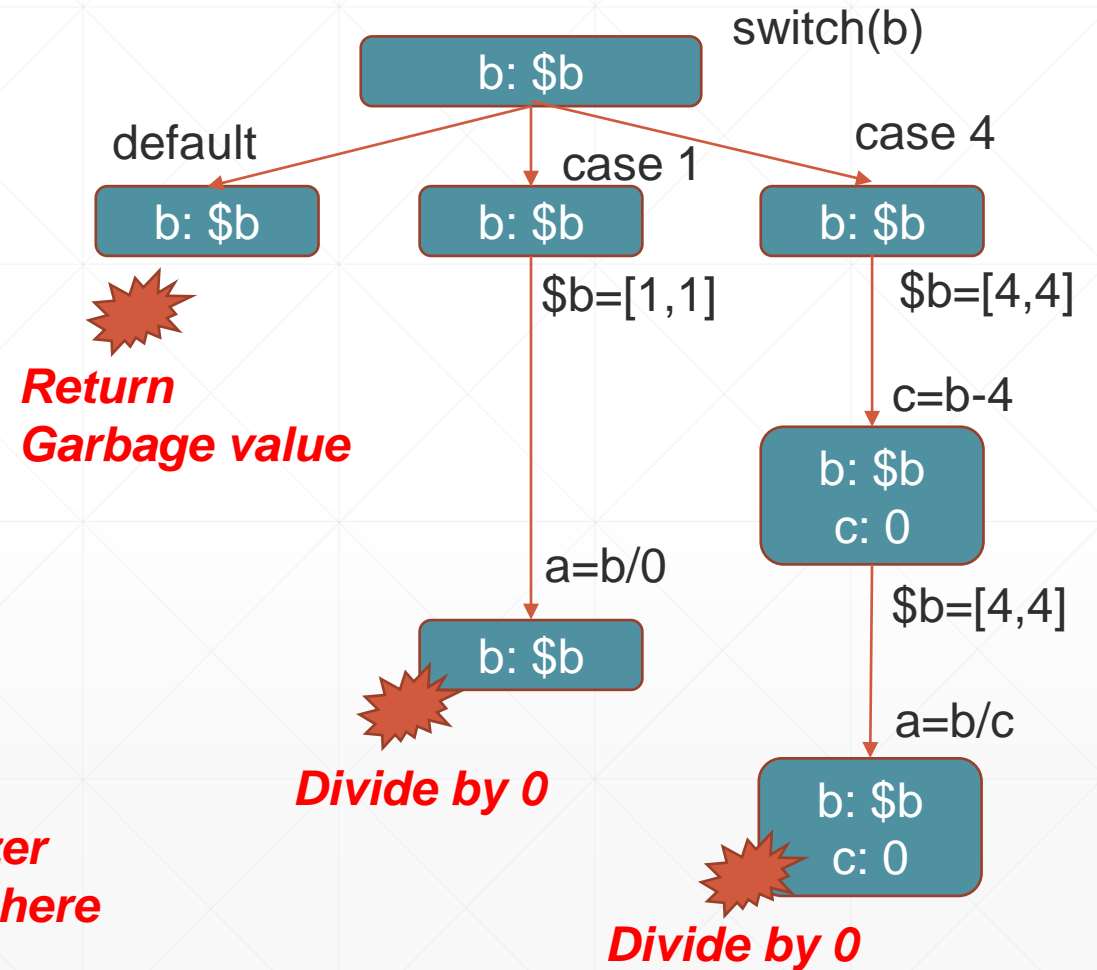 switch(b)
b: $b
default
case 1
case 4
b: $b
b: $b
b: $b
$b=[1,1]
$b=[4,4]
Return
Garbage value
c=b-4
b: $b
c: 0
a=b/0
$b=[4,4]
b: $b
a=b/c
Divide by 0
b: $b
c: 0
here
Divide by 0